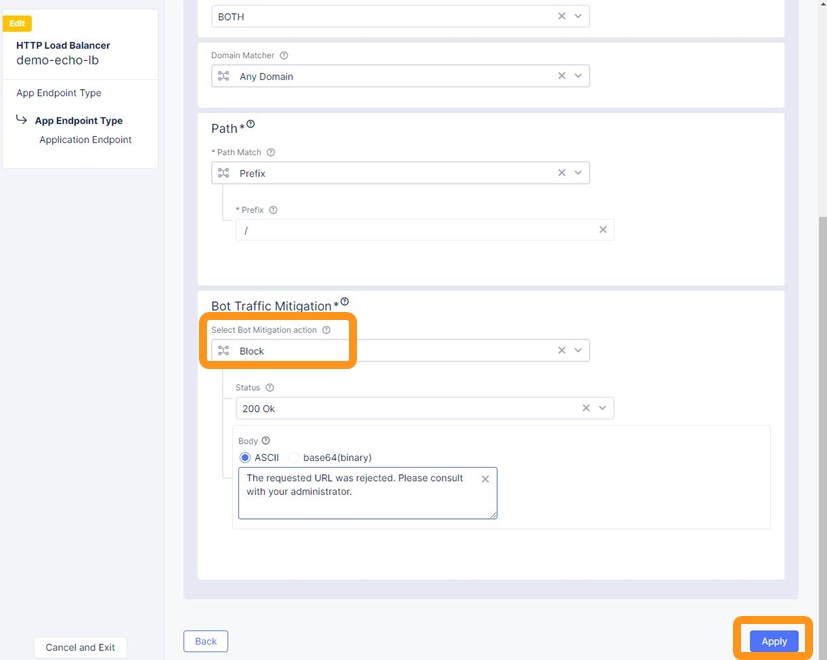 Edit
HTTP Load Balancer
demo-echo-lb
App Endpoint Type
App Endpoint Type
Application Endpoint
Cancel and Exit
BOTH
Domain Matcher
Any Domain
Path*
* Path Match
Prefix
* Prefix
/
Bot Traffic Mitigation*
Select Bot Mitigation action
Block
Status
200 Ok
Body
ASCII base64(binary)
The requested URL was rejected. Please consult
with your administrator.
Back
Apply